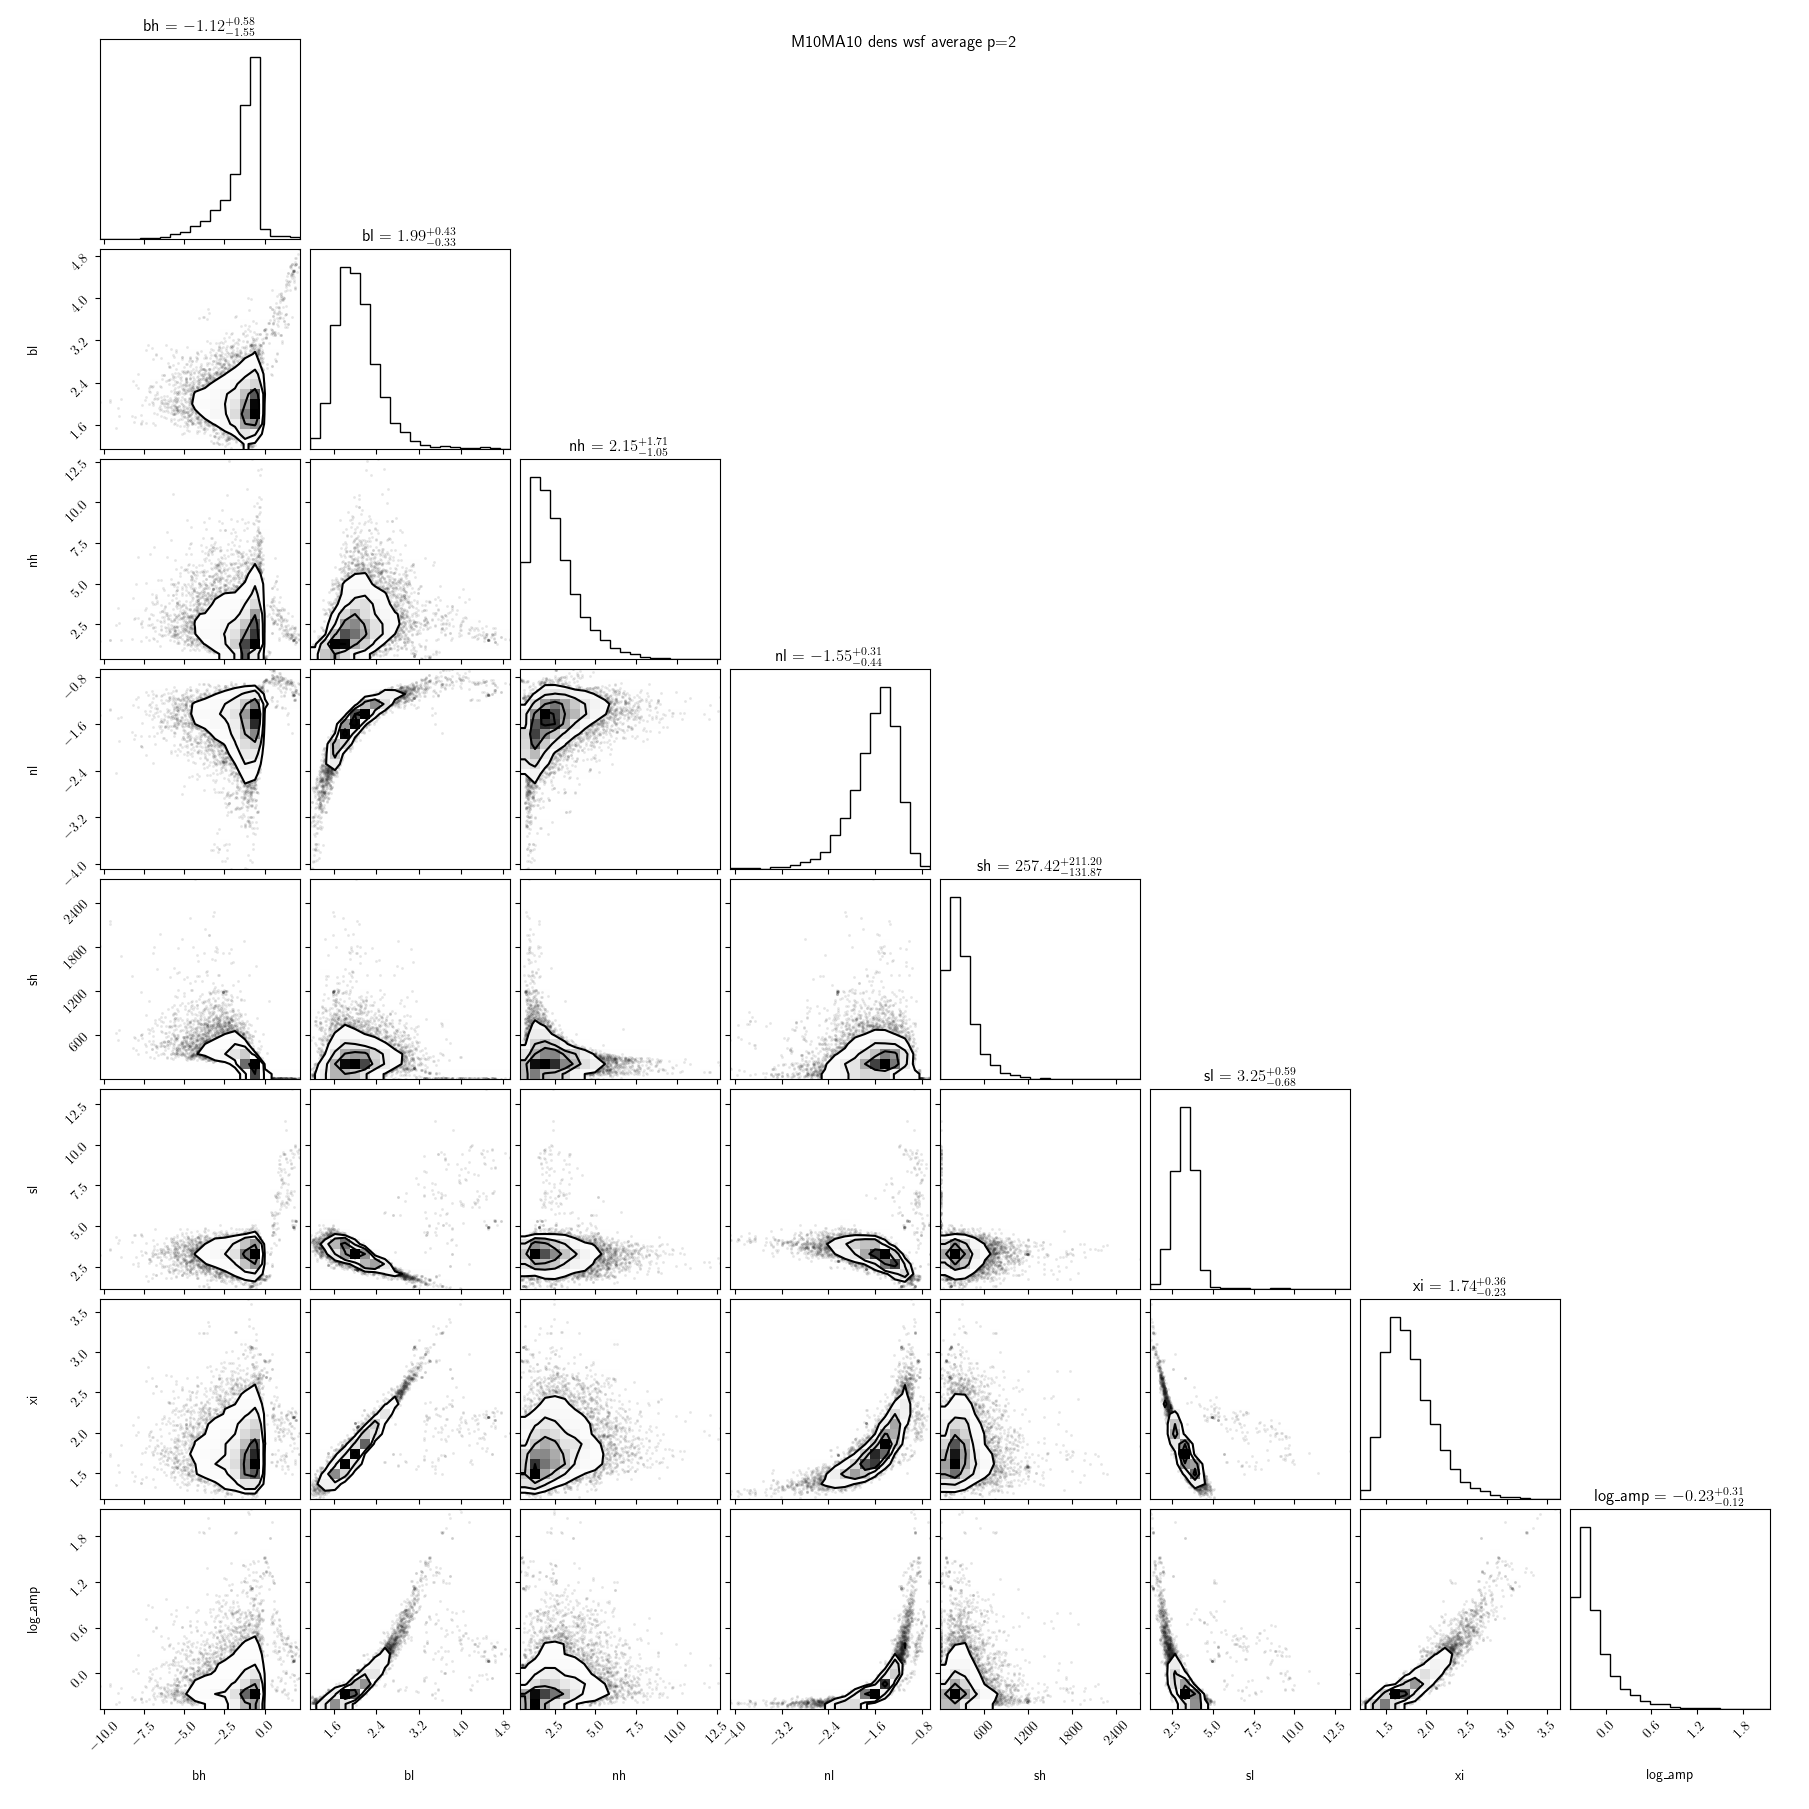 M10MA10 dens wsf average p=2
bh = −1.12+0.58−1.55
bl = 1.99+0.43−0.33
4.8
4.0
3.2
2.4
1.6
bl
nh = 2.15+1.71−1.05
12.5
10.0
7.5
5.0
2.5
nh
nl = −1.55+0.31−0.44
−0.8
−1.6
−2.4
−3.2
−4.0
nl
sh = 257.42+211.20−131.87
2400
1800
1200
600
sh
sl = 3.25+0.59−0.68
12.5
10.0
7.5
5.0
2.5
sl
xi = 1.74+0.36−0.23
3.5
3.0
2.5
2.0
1.5
xi
log_amp = −0.23+0.31−0.12
1.8
1.2
0.6
0.0
log_amp
−10.0 −7.5 −5.0 −2.5 0.0 1.6 2.4 3.2 4.0 4.8 2.5 5.0 7.5 10.0 12.5 −4.0 −3.2 −2.4 −1.6 −0.8 600 1200 1800 2400 2.5 5.0 7.5 10.0 12.5 1.5 2.0 2.5 3.0 3.5 0.0 0.6 1.2 1.8
bh bl nh nl sh sl xi log_amp